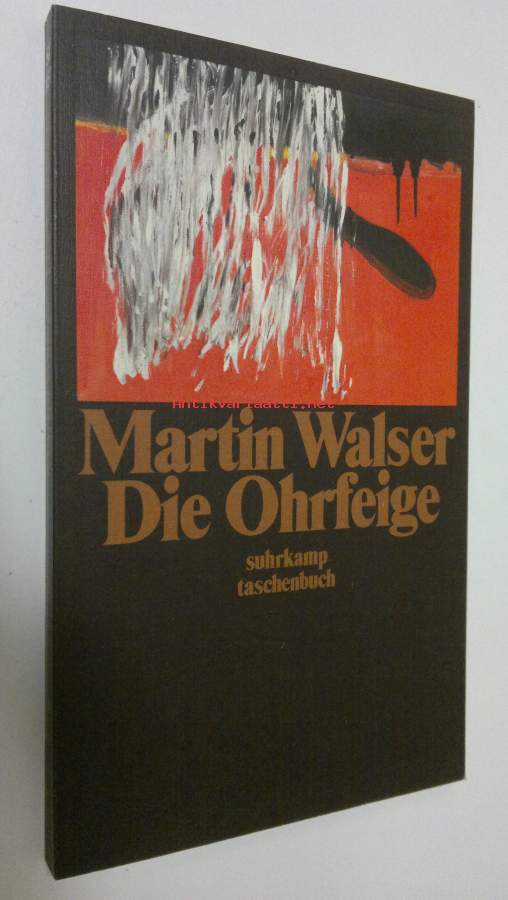 antikvariaatti.net
Martin Walser
Die Ohrfeige
suhrkamp
taschenbuch